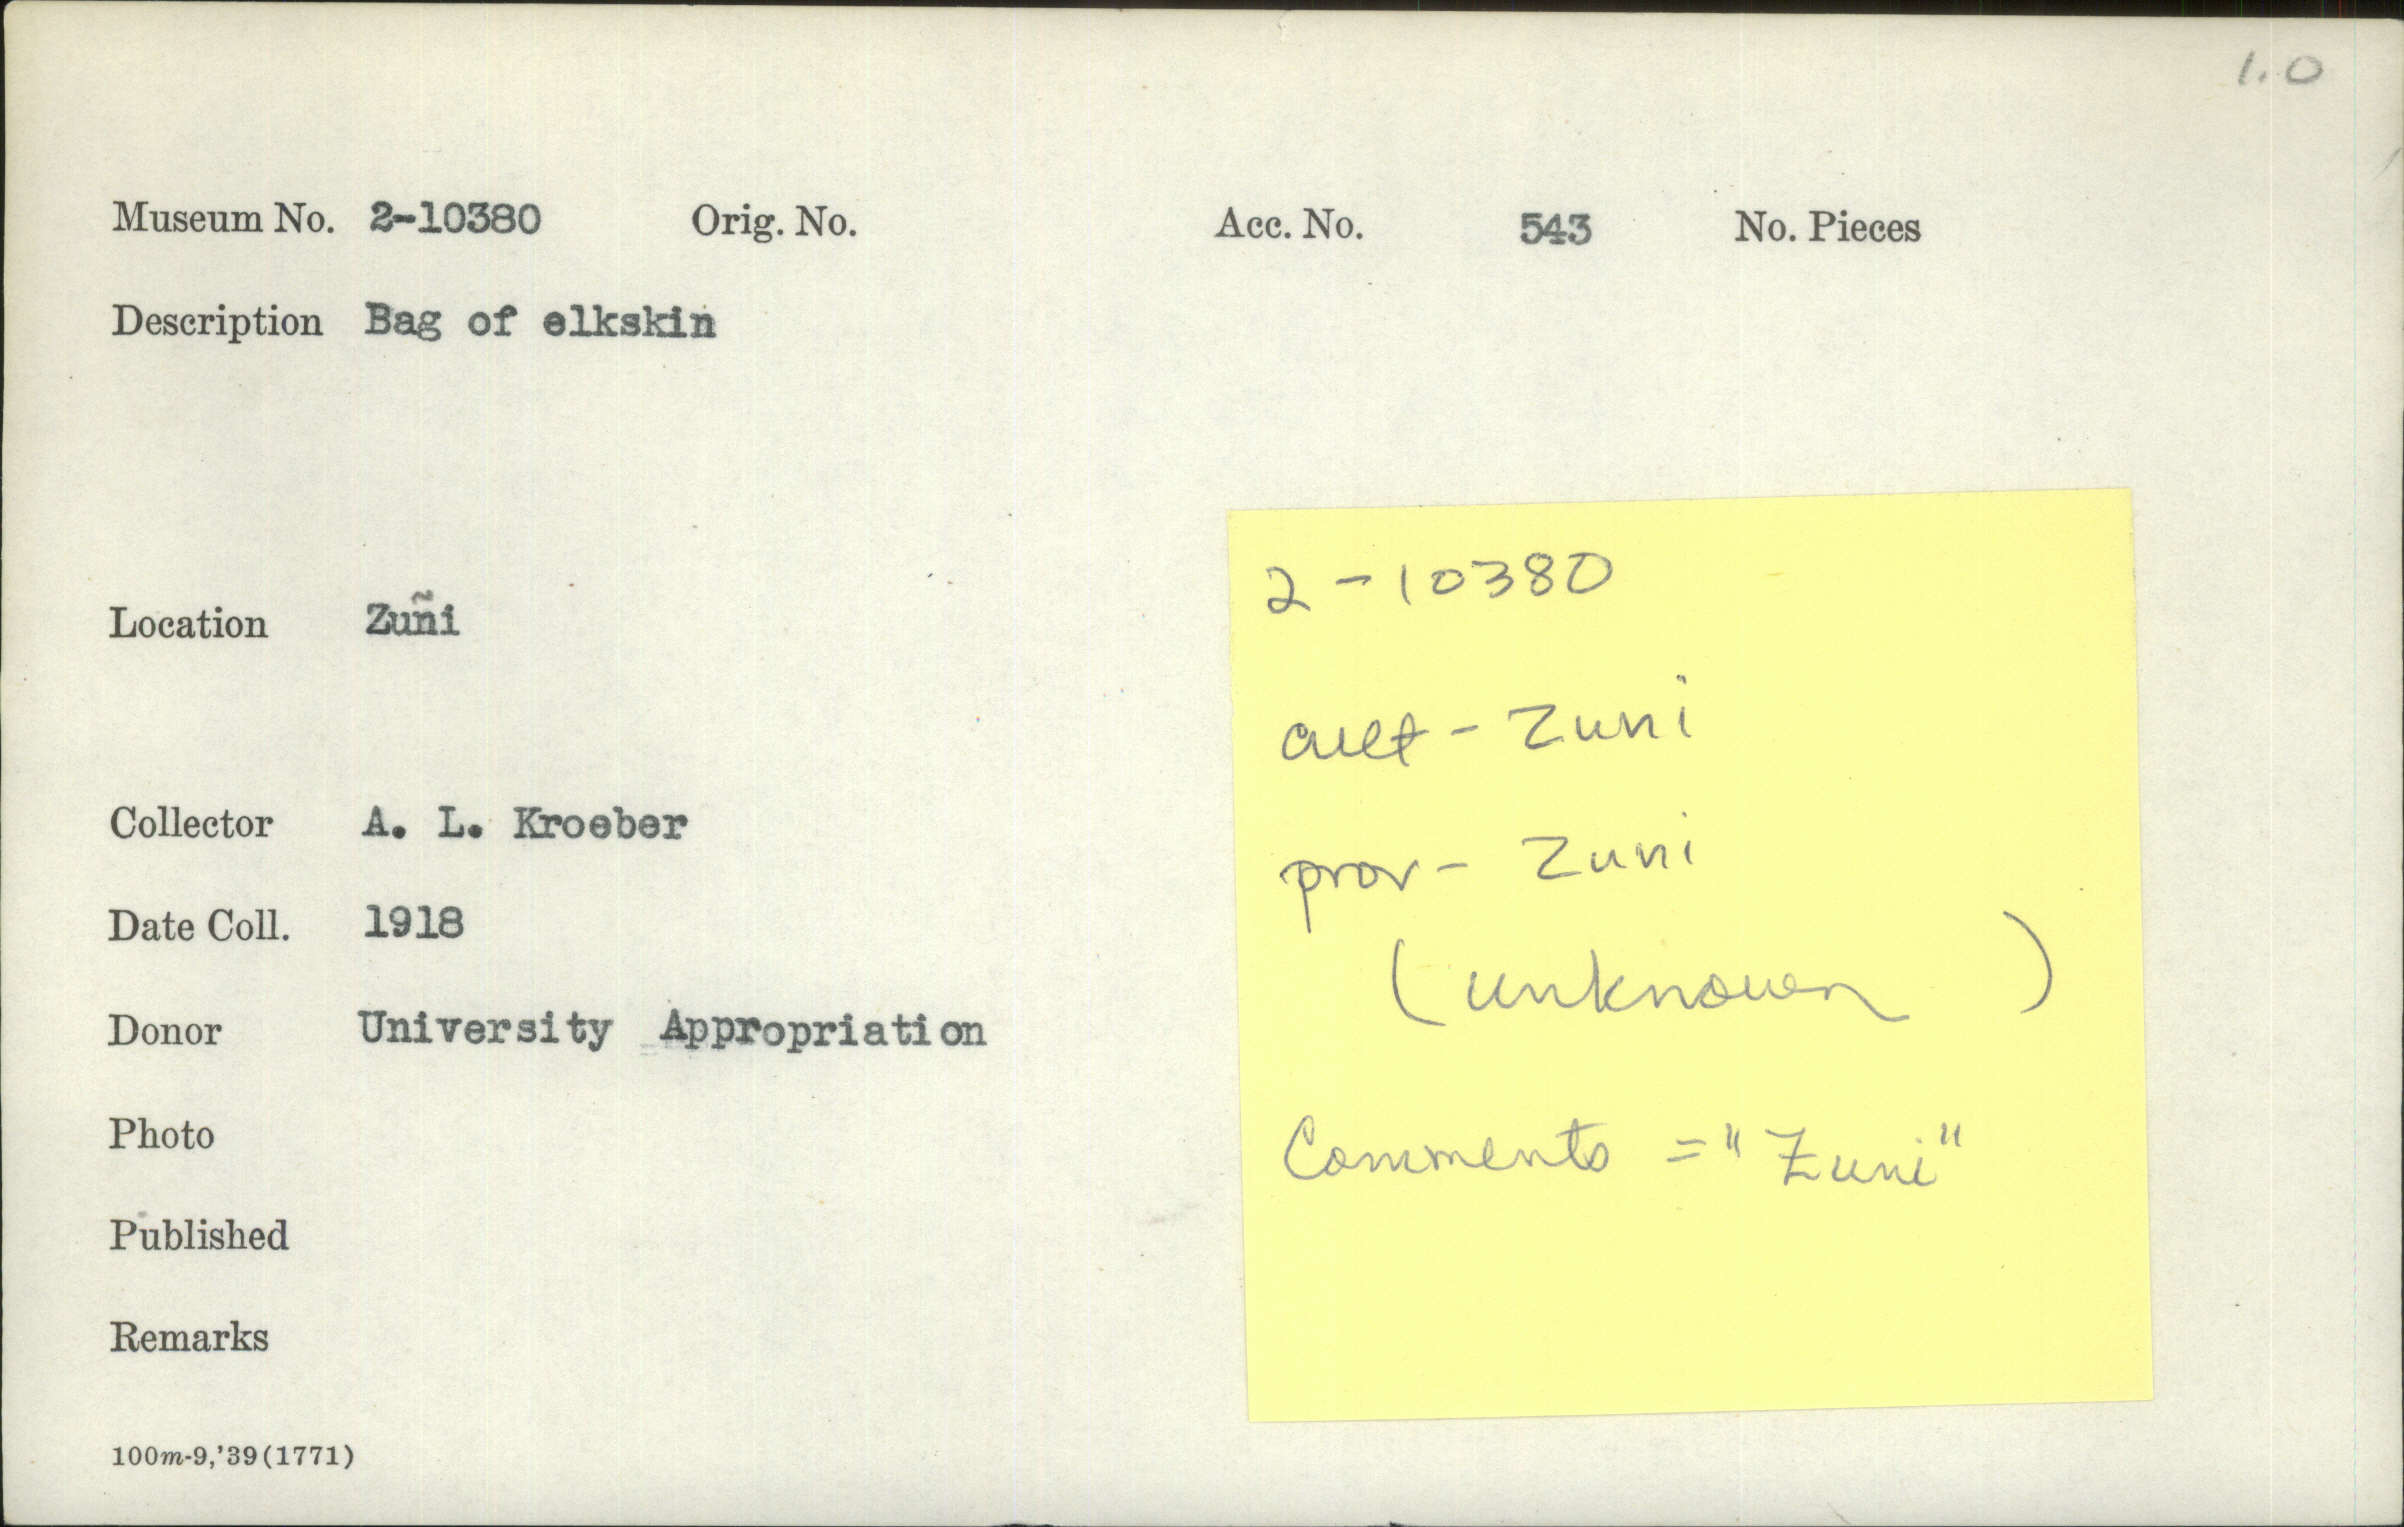 1.0
Museum No. 2-10380 Orig. No. Acc. No. 543 No. Pieces
Description Bag of elkskin
Location Zuñi
Collector A. L. Kroeber
Date Coll. 1918
Donor University Appropriation
Photo
Published
Remarks
100m-9,'39(1771)
2-10380
cult - Zuni
prov - Zuni
(unknown )
Comments = "Zuni"